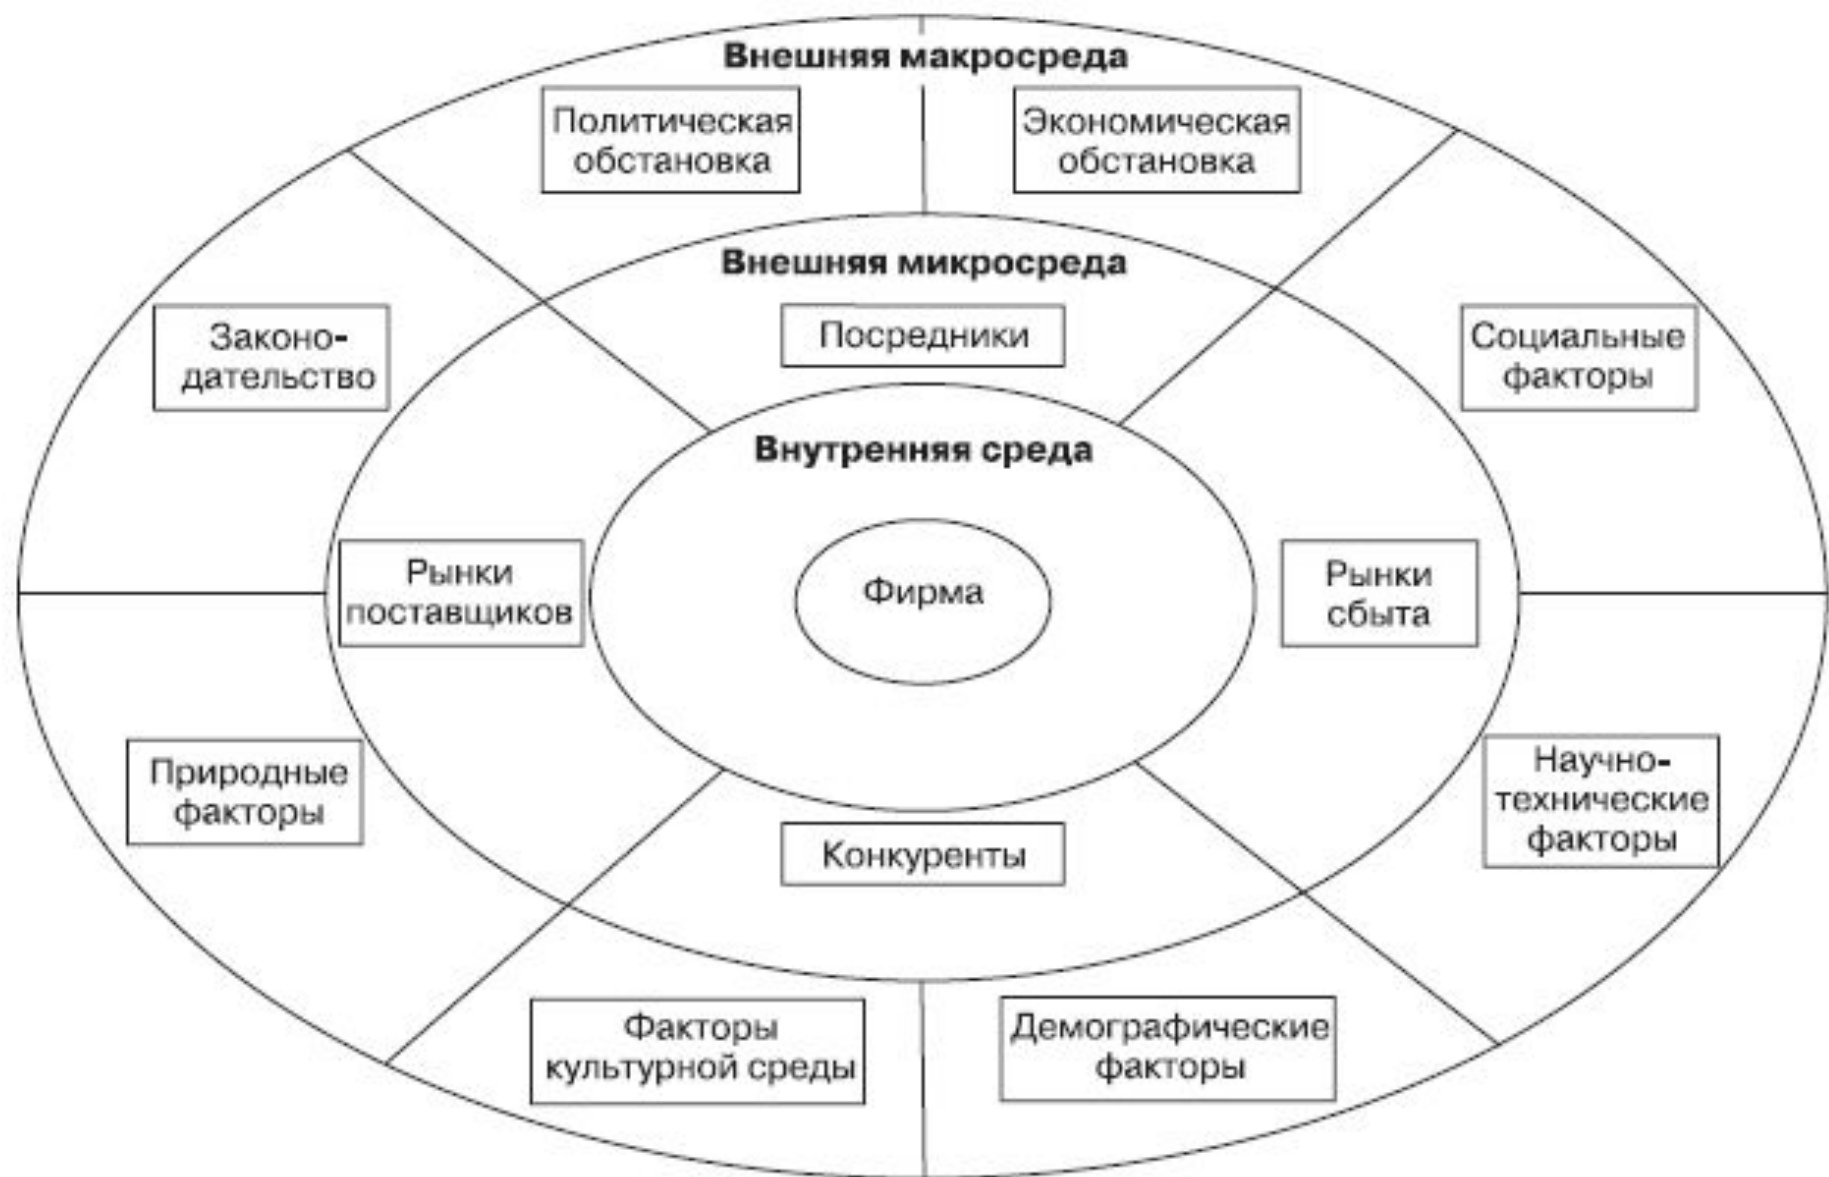 Внешняя макросреда
Политическая
обстановка
Экономическая
обстановка
Внешняя микросреда
Посредники
Законо-
дательство
Социальные
факторы
Внутренняя среда
Фирма
Рынки
поставщиков
Рынки
сбыта
Природные
факторы
Научно-
технические
факторы
Конкуренты
Факторы
культурной среды
Демографические
факторы